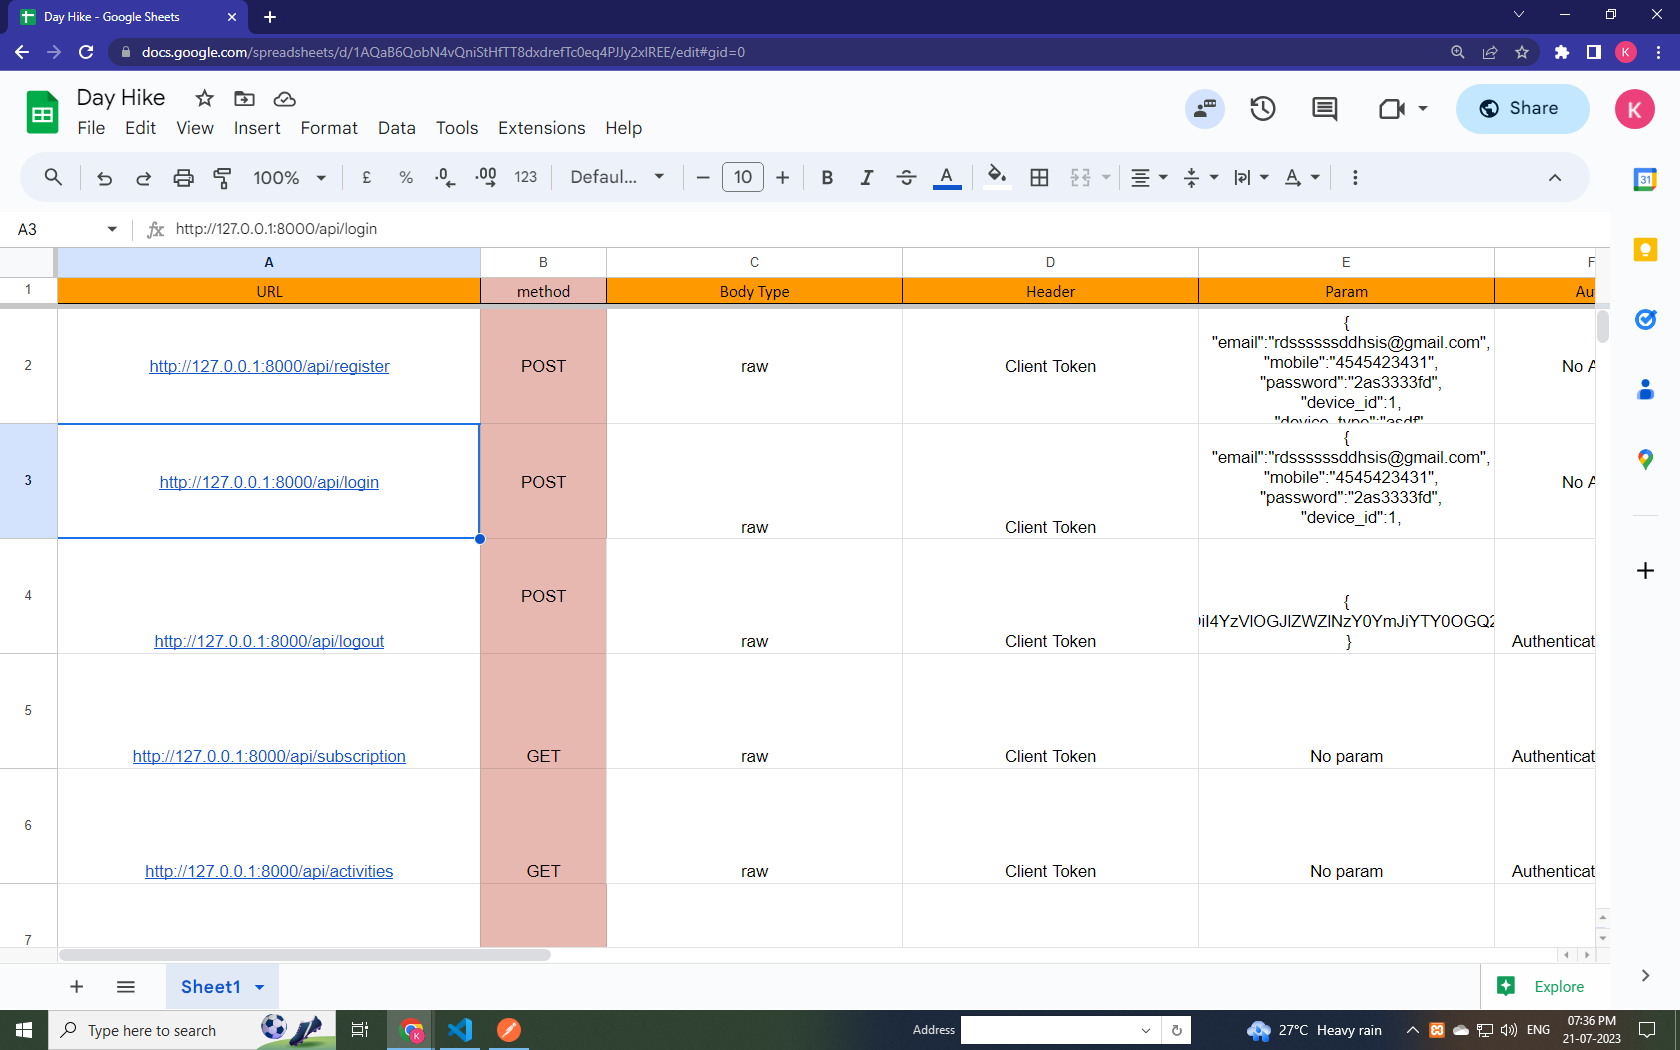 Day Hike - Google Sheets
docs.google.com/spreadsheets/d/1AQaB6QobN4vQniStHfTT8dxdrefTc0eq4PJJy2xlREE/edit#gid=0
K
Day Hike
File Edit View Insert Format Data Tools Extensions Help
Share
K
100% £ % .0 .00 123 Defaul... 10 B I A
31
A3 fx http://127.0.0.1:8000/api/login
A B C D E F
1 URL method Body Type Header Param Au
2 http://127.0.0.1:8000/api/register POST raw Client Token No A
{
"email":"rdssssssddhsis@gmail.com",
"mobile":"4545423431",
"password":"2as3333fd",
"device_id":1,
"device_type":"asdf"
3 http://127.0.0.1:8000/api/login POST raw Client Token No A
{
"email":"rdssssssddhsis@gmail.com",
"mobile":"4545423431",
"password":"2as3333fd",
"device_id":1,
4 http://127.0.0.1:8000/api/logout POST raw Client Token Authenticat
{
}
5 http://127.0.0.1:8000/api/subscription GET raw Client Token No param Authenticat
6 http://127.0.0.1:8000/api/activities GET raw Client Token No param Authenticat
7
Sheet1
Explore
Type here to search
Address
27°C Heavy rain
ENG
07:36 PM
21-07-2023